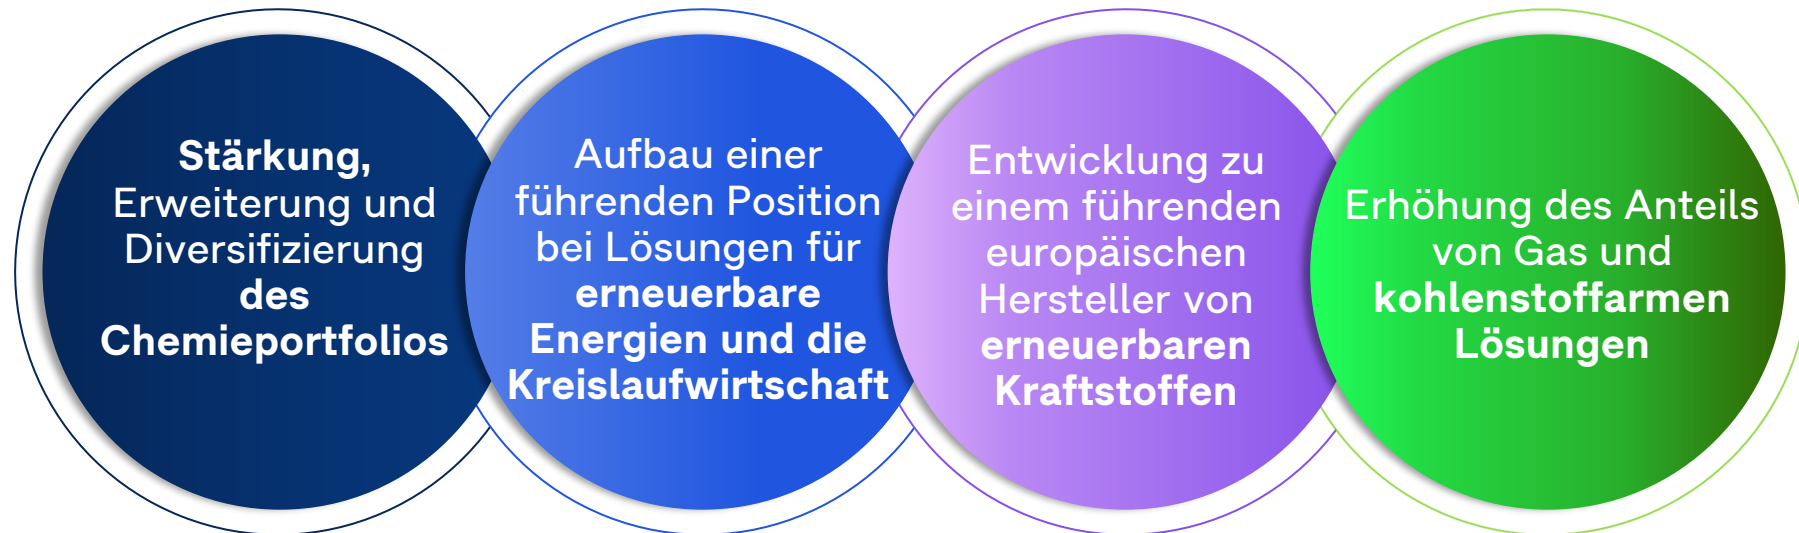 Stärkung,
Erweiterung und
Diversifizierung
des
Chemieportfolios
Aufbau einer
führenden Position
bei Lösungen für
erneuerbare
Energien und die
Kreislaufwirtschaft
Entwicklung zu
einem führenden
europäischen
Hersteller von
erneuerbaren
Kraftstoffen
Erhöhung des Anteils
von Gas und
kohlenstoffarmen
Lösungen